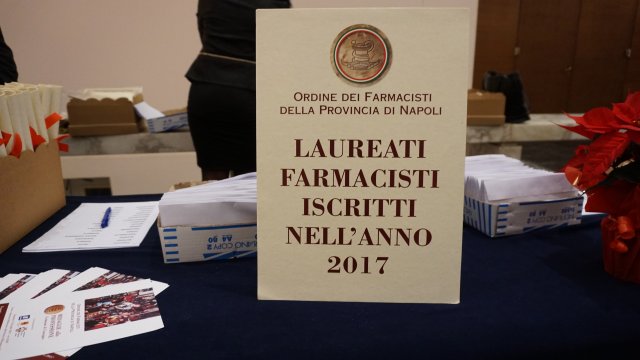 ORDINE DEI FARMACISTI
DELLA PROVINCIA DI NAPOLI
LAUREATI
FARMACISTI
ISCRITTI
NELL'ANNO
2017